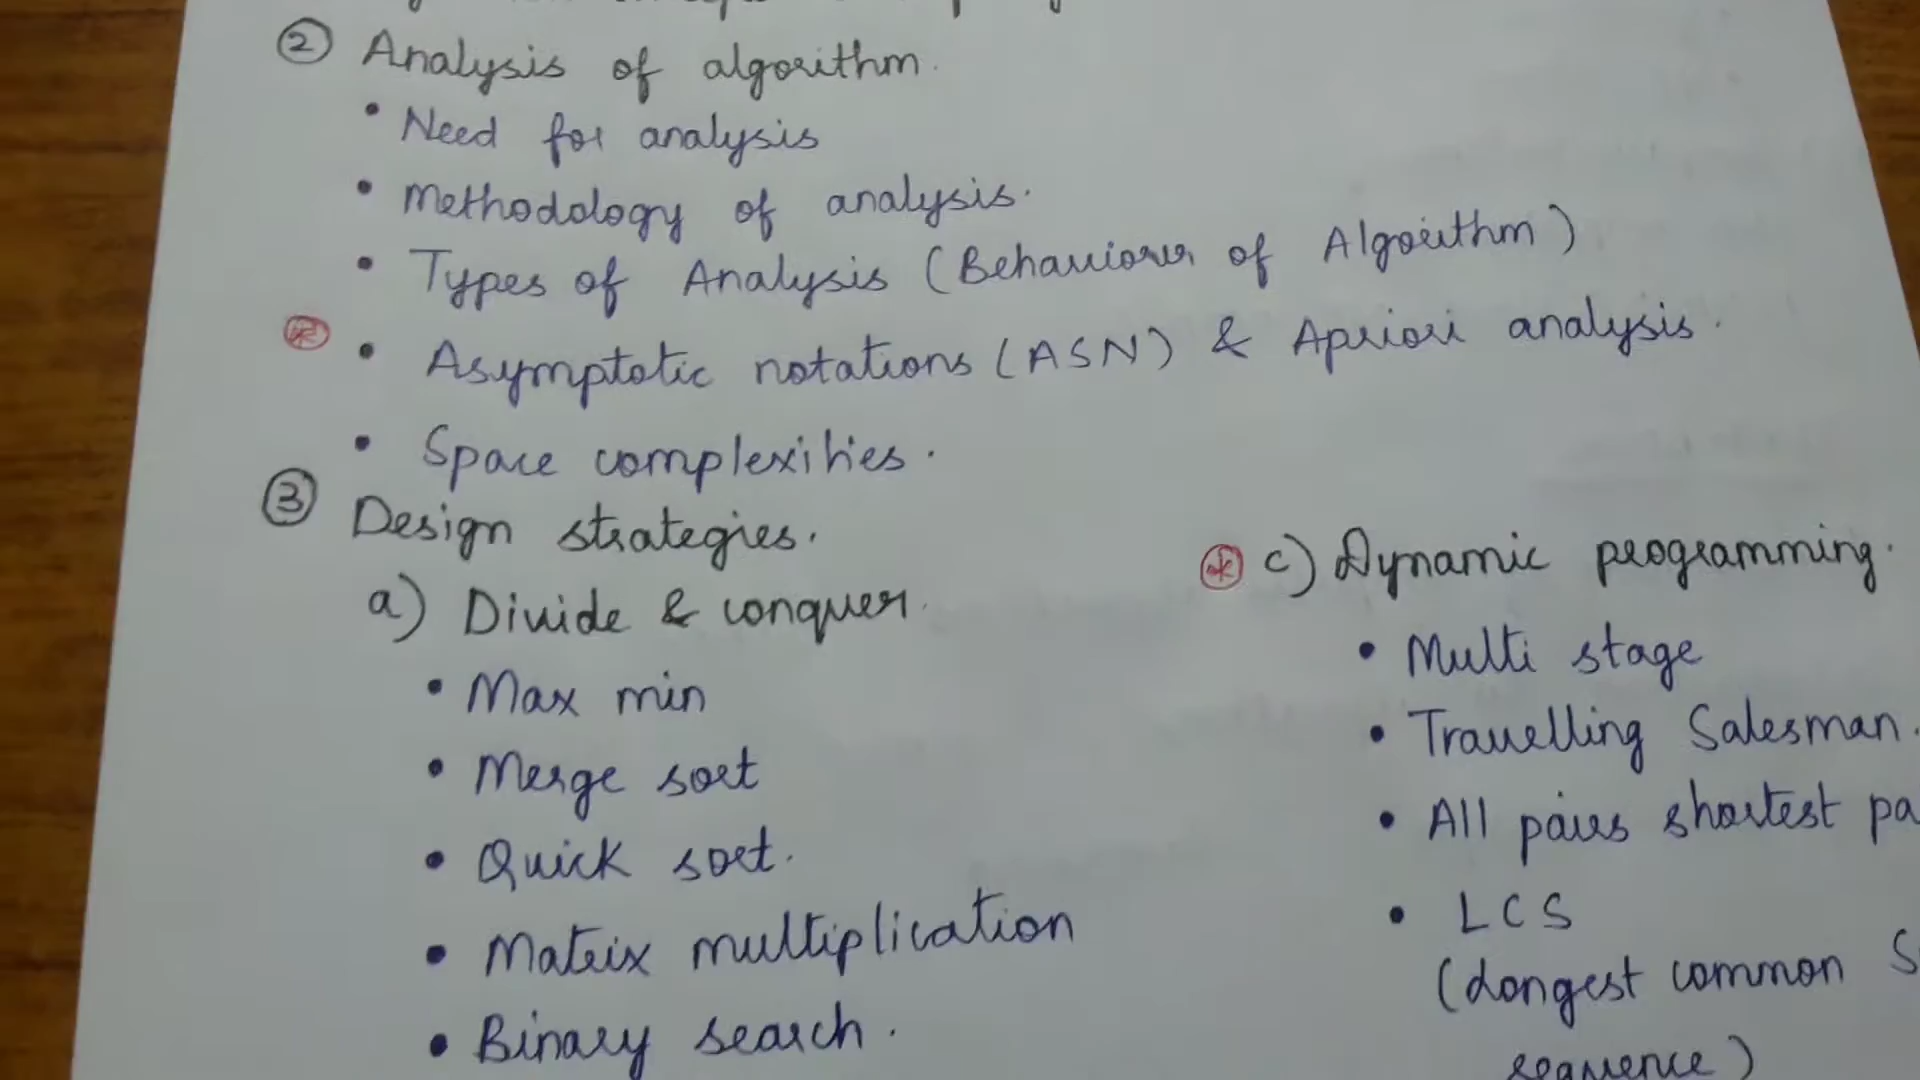 ② Analysis of algorithm.
• Need for analysis
• Methodology of analysis.
• Types of Analysis (Behaviour of Algorithm)
* • Asymptotic notations (ASN) & Apriori analysis.
• Space complexities.
③ Design strategies.
a) Divide & conquer.
• Max min
• Merge sort
• Quick sort.
• Matrix multiplication
• Binary search.
* c) Dynamic programming.
• Multi stage
• Travelling Salesman.
• All pairs shortest pa
• LCS
(Longest common S
sequence)